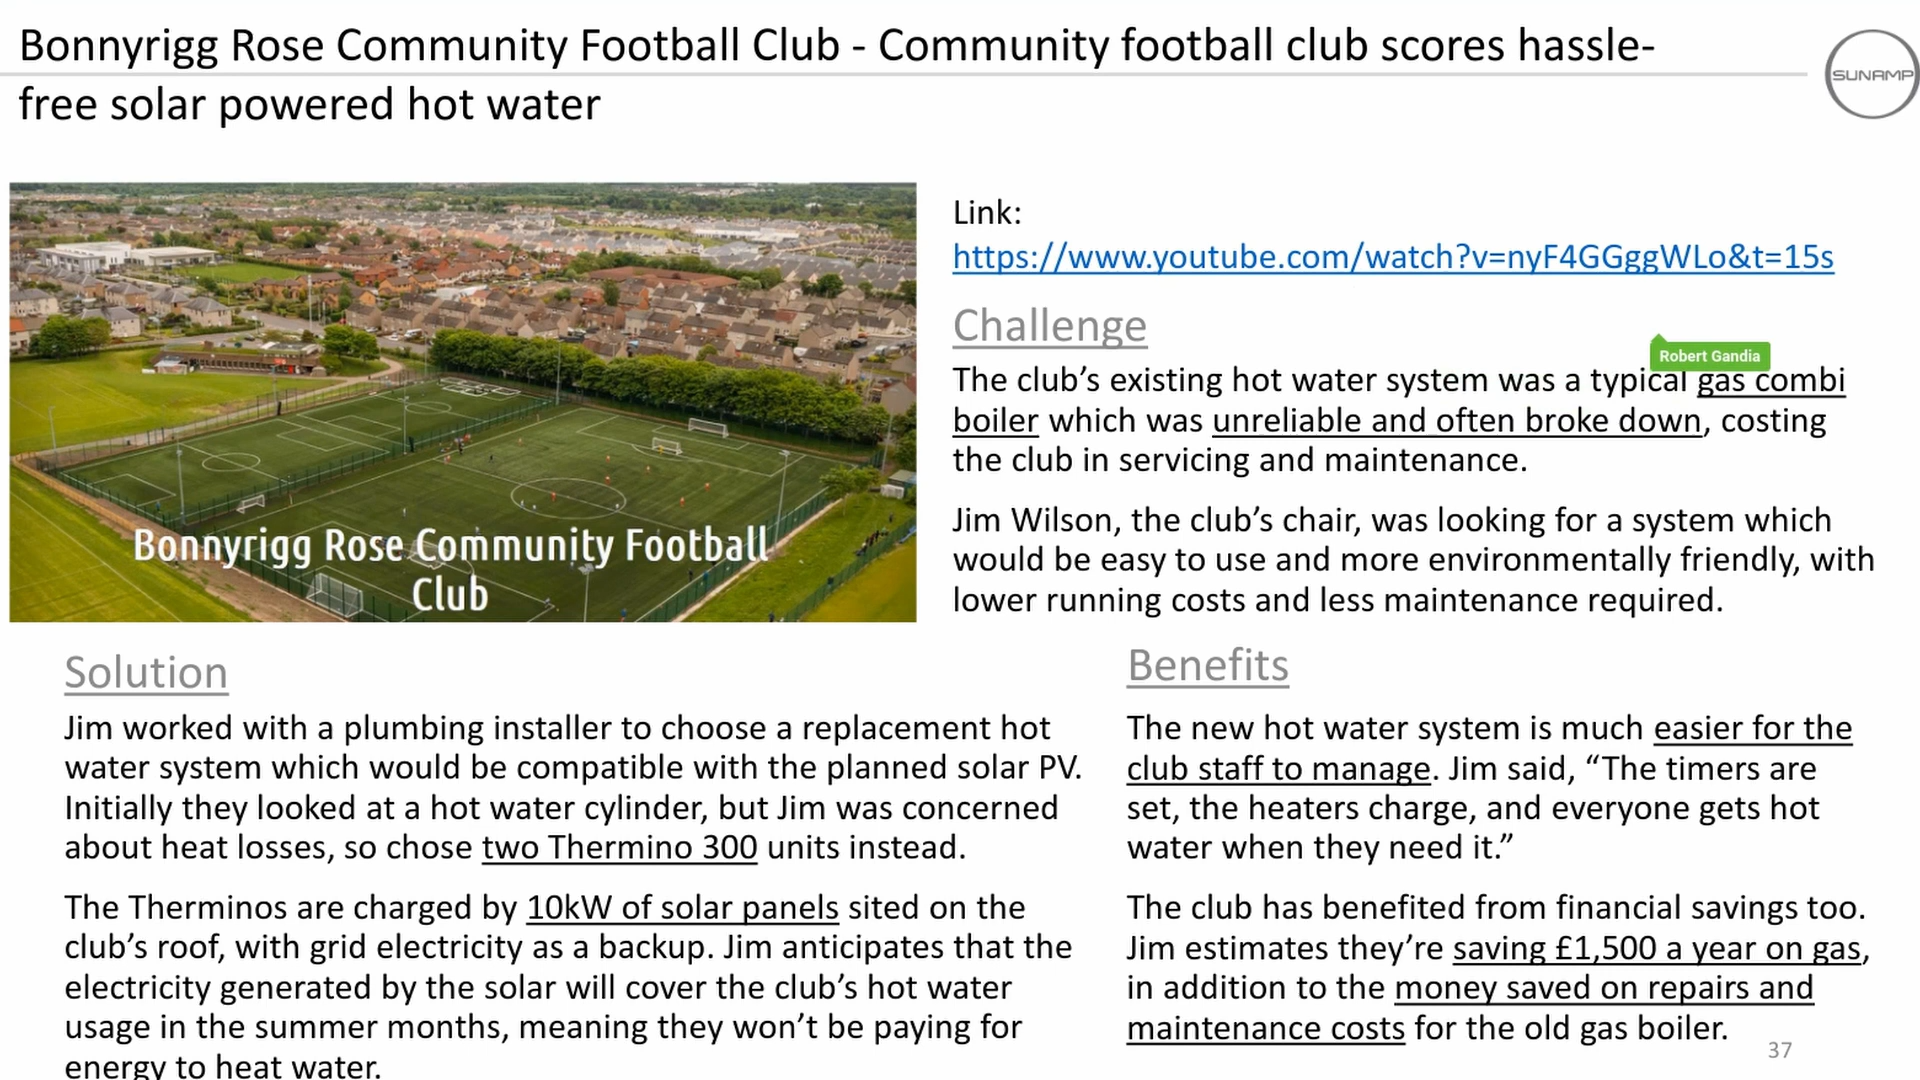 Bonnyrigg Rose Community Football Club - Community football club scores hassle-
free solar powered hot water
SUNAMP
Bonnyrigg Rose Community Football
Club
Link:
https://www.youtube.com/watch?v=nyF4GGggWLo&t=15s
Challenge
Robert Gandia
The club’s existing hot water system was a typical gas combi
boiler which was unreliable and often broke down, costing
the club in servicing and maintenance.
Jim Wilson, the club’s chair, was looking for a system which
would be easy to use and more environmentally friendly, with
lower running costs and less maintenance required.
Solution
Jim worked with a plumbing installer to choose a replacement hot
water system which would be compatible with the planned solar PV.
Initially they looked at a hot water cylinder, but Jim was concerned
about heat losses, so chose two Thermino 300 units instead.
The Therminos are charged by 10kW of solar panels sited on the
club’s roof, with grid electricity as a backup. Jim anticipates that the
electricity generated by the solar will cover the club’s hot water
usage in the summer months, meaning they won’t be paying for
energy to heat water.
Benefits
The new hot water system is much easier for the
club staff to manage. Jim said, “The timers are
set, the heaters charge, and everyone gets hot
water when they need it.”
The club has benefited from financial savings too.
Jim estimates they’re saving £1,500 a year on gas,
in addition to the money saved on repairs and
maintenance costs for the old gas boiler.
37